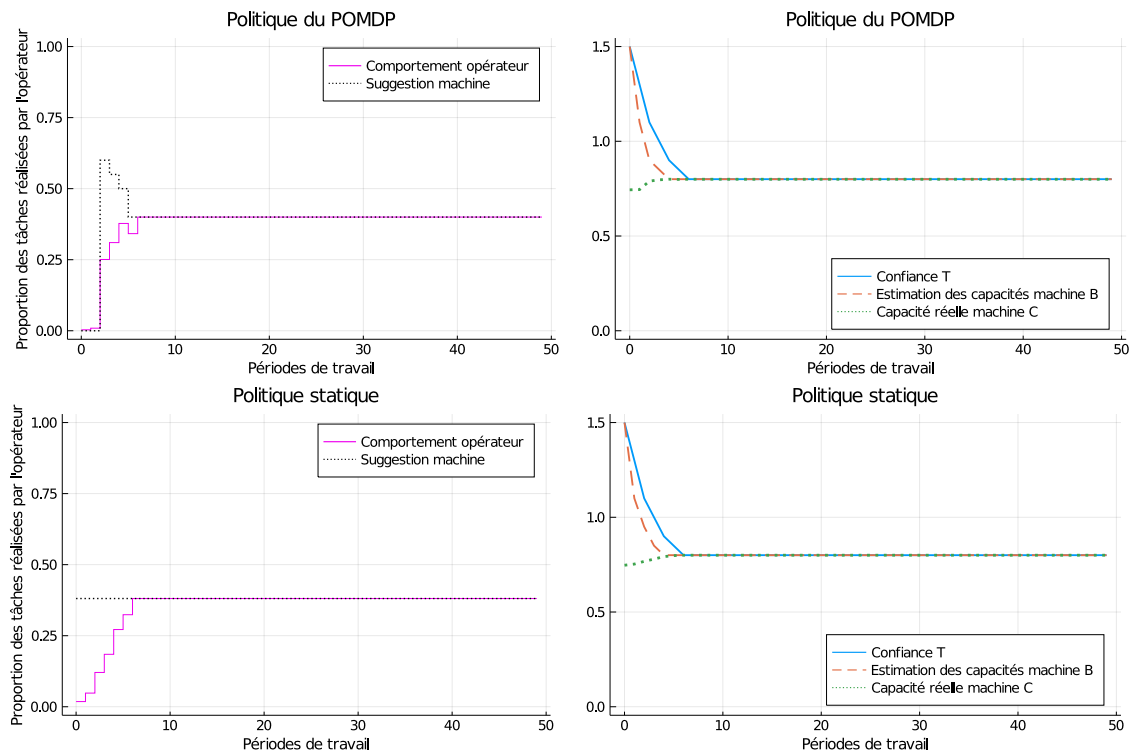 Politique du POMDP
Proportion des tâches réalisées par l'opérateur
1.00
0.75
0.50
0.25
0.00
Comportement opérateur
Suggestion machine
0 10 20 30 40 50
Périodes de travail
Politique du POMDP
1.5
1.0
0.5
0.0
Confiance T
Estimation des capacités machine B
Capacité réelle machine C
0 10 20 30 40 50
Périodes de travail
Politique statique
Proportion des tâches réalisées par l'opérateur
1.00
0.75
0.50
0.25
0.00
Comportement opérateur
Suggestion machine
0 10 20 30 40 50
Périodes de travail
Politique statique
1.5
1.0
0.5
0.0
Confiance T
Estimation des capacités machine B
Capacité réelle machine C
0 10 20 30 40 50
Périodes de travail